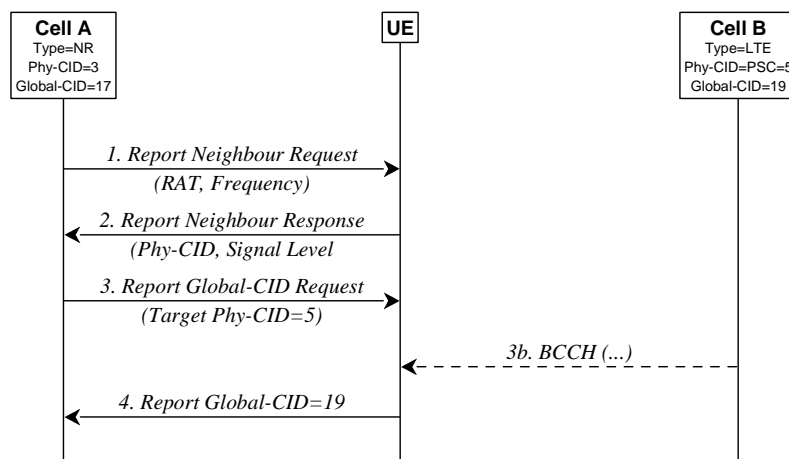 Cell A
Type=NR
Phy-CID=3
Global-CID=17
UE
Cell B
Type=LTE
Phy-CID=PSC=5
Global-CID=19
1. Report Neighbour Request
(RAT, Frequency)
2. Report Neighbour Response
(Phy-CID, Signal Level
3. Report Global-CID Request
(Target Phy-CID=5)
3b. BCCH (...)
4. Report Global-CID=19